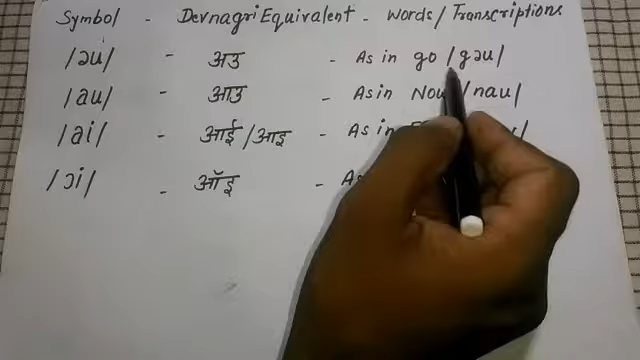 Symbol - Devnagri Equivalent - Words/Transcriptions
/əu/ - अउ - As in go /gəu/
/au/ - आउ - As in Now /nau/
/ai/ - आई/आइ - As in
/ɔi/ - ऑइ - As